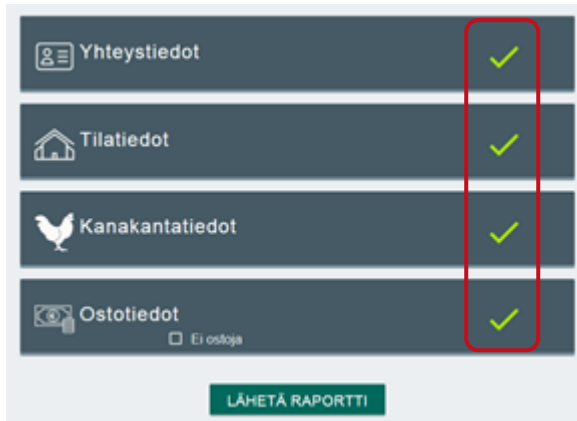 Yhteystiedot
Tilatiedot
Kanakantatiedot
Ostotiedot
Ei ostoja
LÄHETÄ RAPORTTI